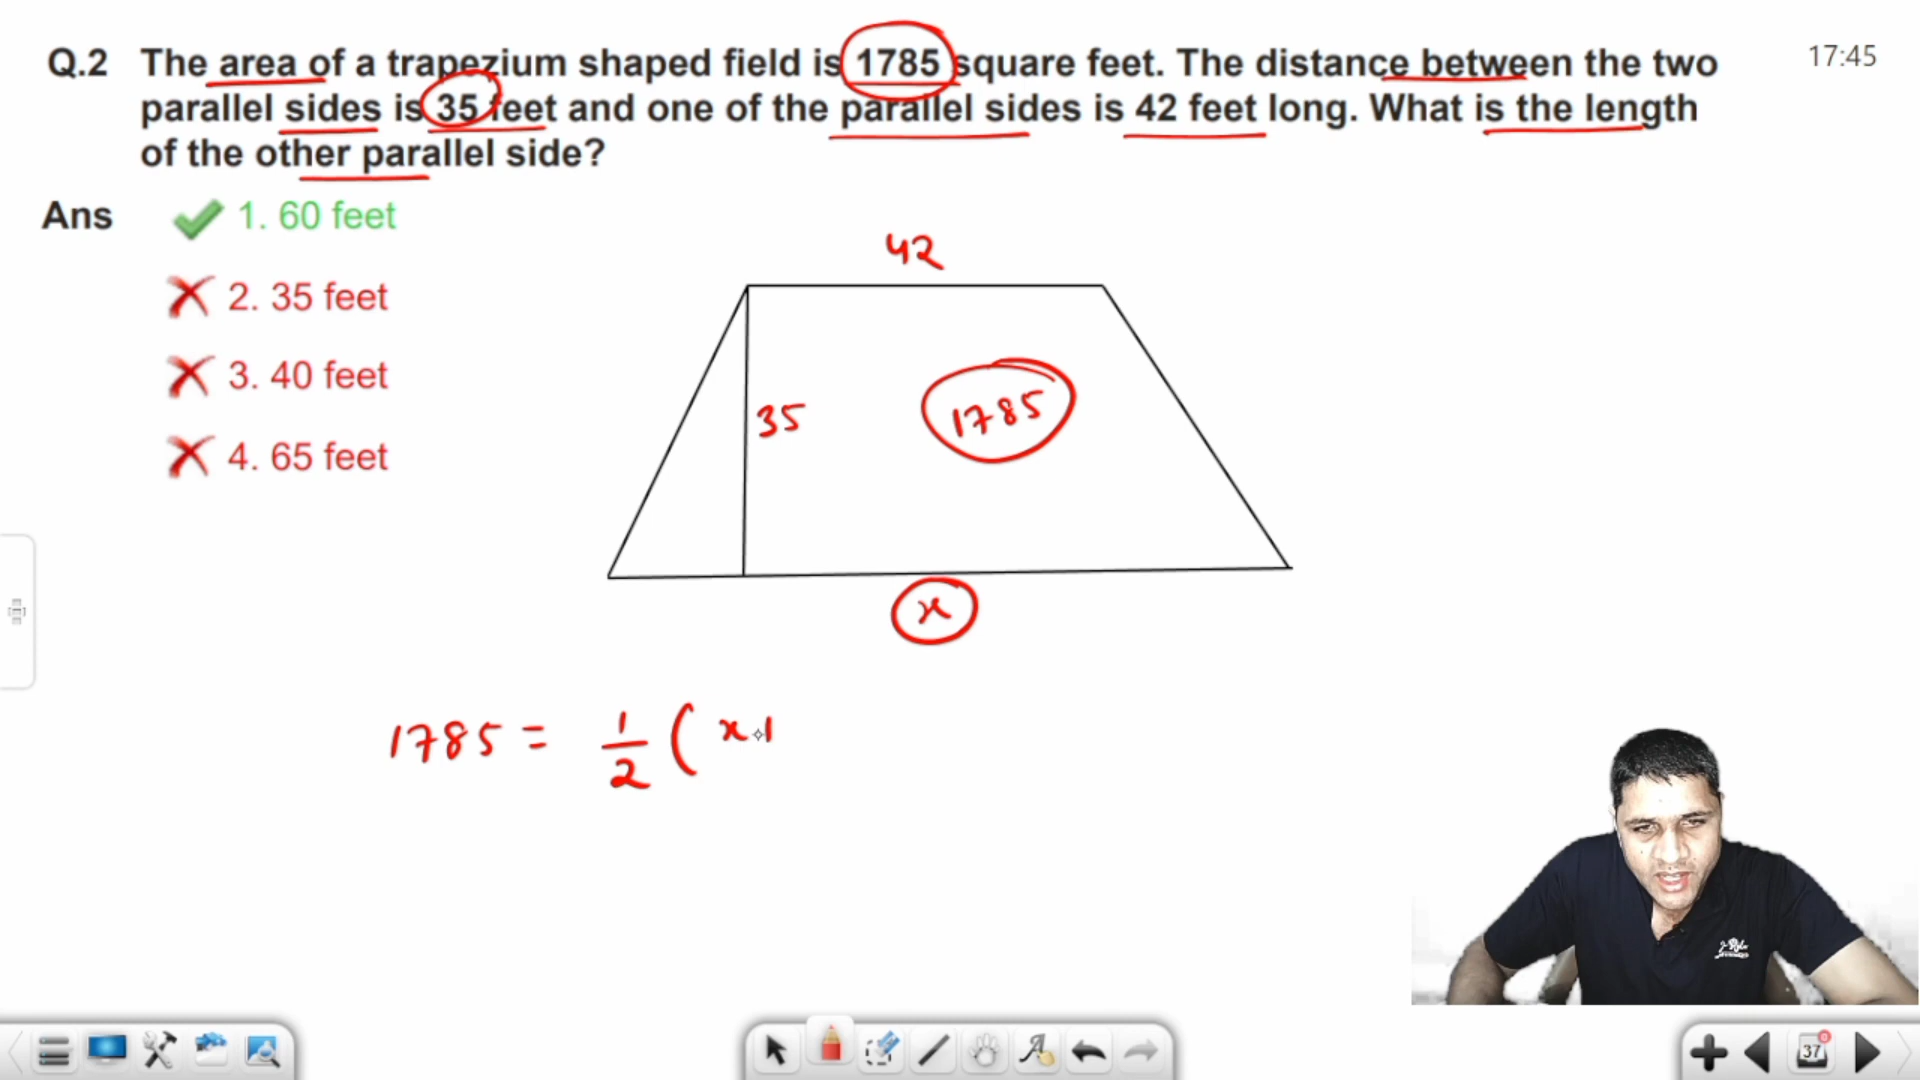 Q.2 The area of a trapezium shaped field is 1785 square feet. The distance between the two
17:45
parallel sides is 35 feet and one of the parallel sides is 42 feet long. What is the length
of the other parallel side?
Ans 1. 60 feet
2. 35 feet
3. 40 feet
4. 65 feet
42
35
1785
x
1785 = 1/2 ( x +
37
0